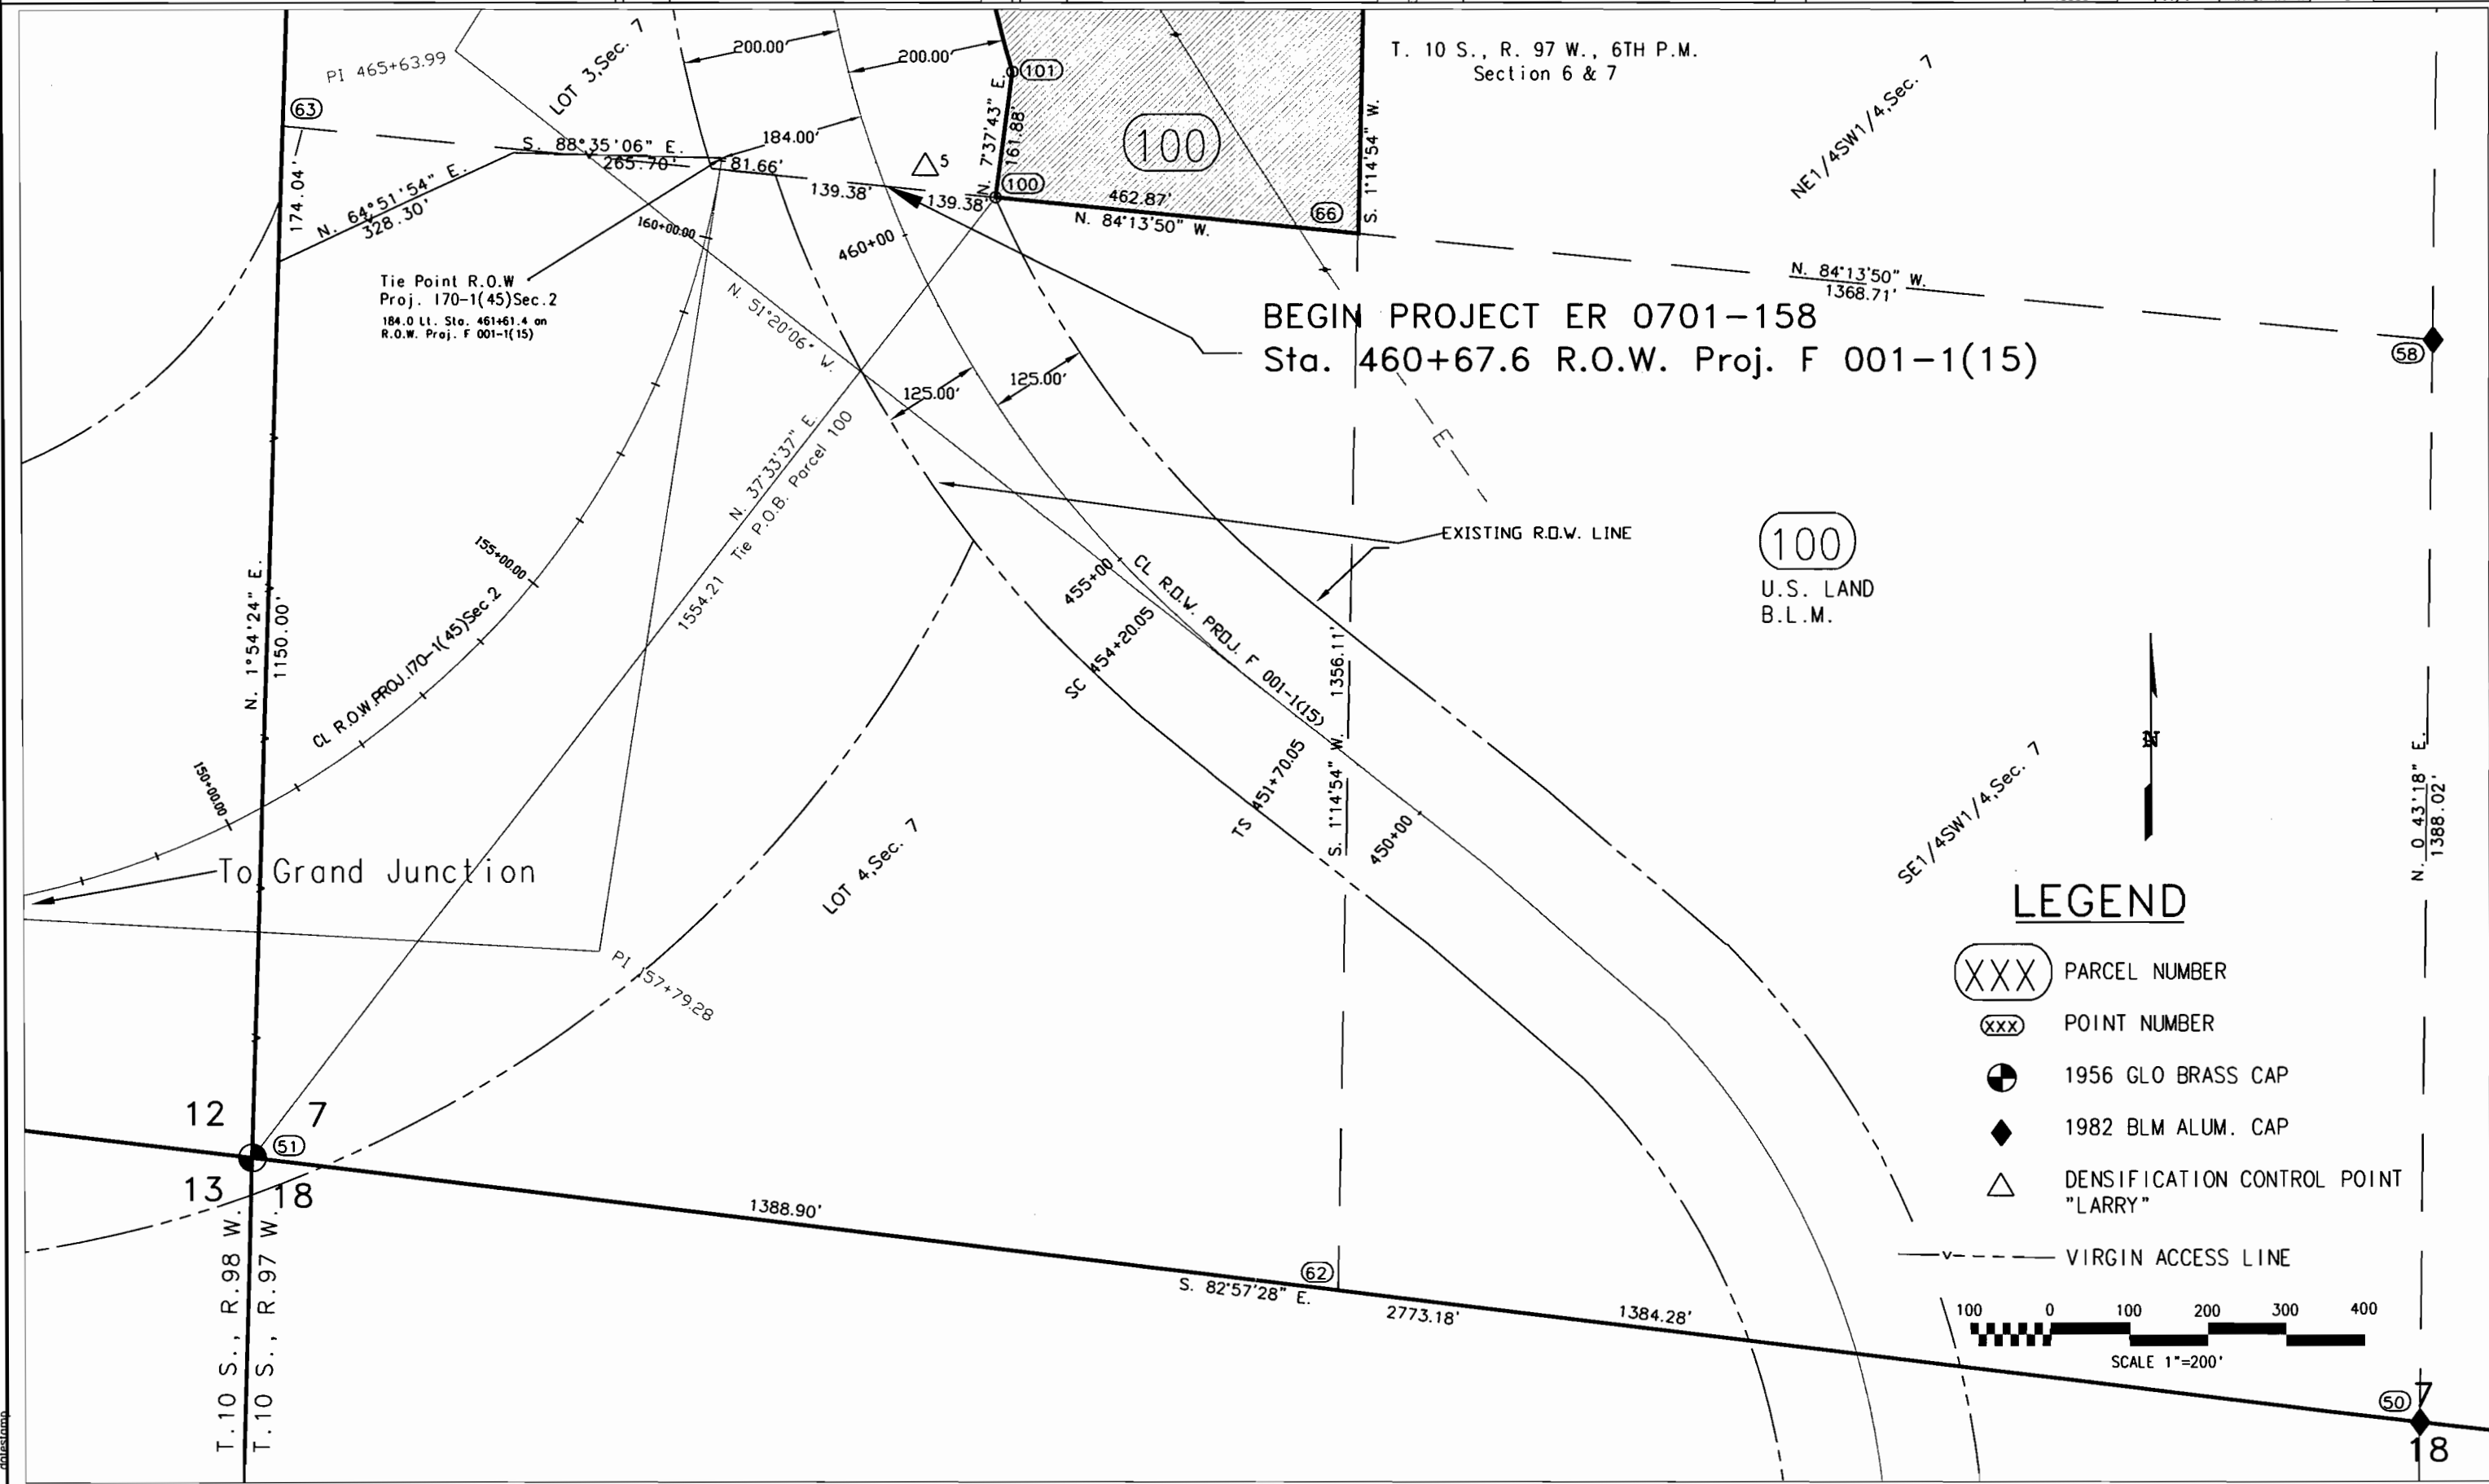 PI 465+63.99
LOT 3,Sec. 7
200.00'
200.00'
T. 10 S., R. 97 W., 6TH P.M.
Section 6 & 7
NE1/4SW1/4,Sec. 7
63
101
184.00'
N. 7°37'43" E.
161.88'
100
S. 1°14'54" W.
S. 88°35'06" E.
265.70'
81.66'
5
174.04'
N. 64°51'54" E.
328.30'
139.38'
139.38'
100
462.87'
N. 84°13'50" W.
66
160+00.00
460+00
Tie Point R.O.W
Proj. I70-1(45)Sec.2
184.0 Lt. Sta. 461+61.4 on
R.O.W. Proj. F 001-1(15)
N. 51°20'06" W.
N. 84°13'50" W.
1368.71'
BEGIN PROJECT ER 0701-158
Sta. 460+67.6 R.O.W. Proj. F 001-1(15)
58
125.00'
125.00'
N. 37°33'37" E.
1554.21 Tie P.O.B. Parcel 100
E
EXISTING R.O.W. LINE
100
U.S. LAND
B.L.M.
155+00.00
455+00
454+20.05
SC
CL R.O.W. PROJ. F 001-1(15)
N. 1°54'24" E.
1150.00'
CL R.O.W.PROJ.I70-1(45)Sec.2
1356.11'
S. 1°14'54" W.
451+70.05
TS
450+00
150+00.00
N
SE1/4SW1/4,Sec. 7
N. 0 43'18" E.
1388.02'
To Grand Junction
LOT 4,Sec. 7
PI 157+79.28
LEGEND
XXX PARCEL NUMBER
XXX POINT NUMBER
1956 GLO BRASS CAP
1982 BLM ALUM. CAP
DENSIFICATION CONTROL POINT
"LARRY"
V VIRGIN ACCESS LINE
12 7
51
13 18
1388.90'
62
S. 82°57'28" E.
2773.18'
1384.28'
T.10 S., R.98 W.
T.10 S., R.97 W.
100 0 100 200 300 400
SCALE 1"=200'
50 7
18